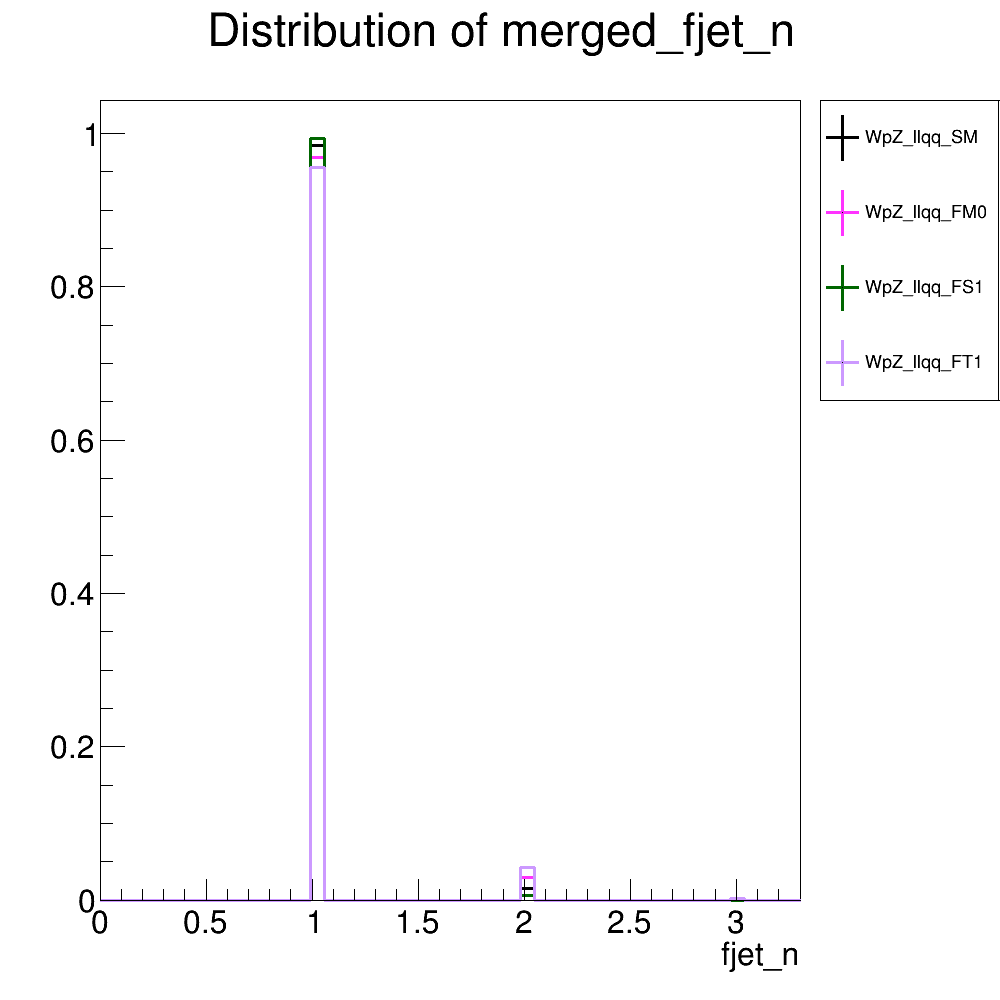 Distribution of merged_fjet_n
WpZ_llqq_SM
WpZ_llqq_FM0
WpZ_llqq_FS1
WpZ_llqq_FT1
1
0.8
0.6
0.4
0.2
0
0 0.5 1 1.5 2 2.5 3
fjet_n